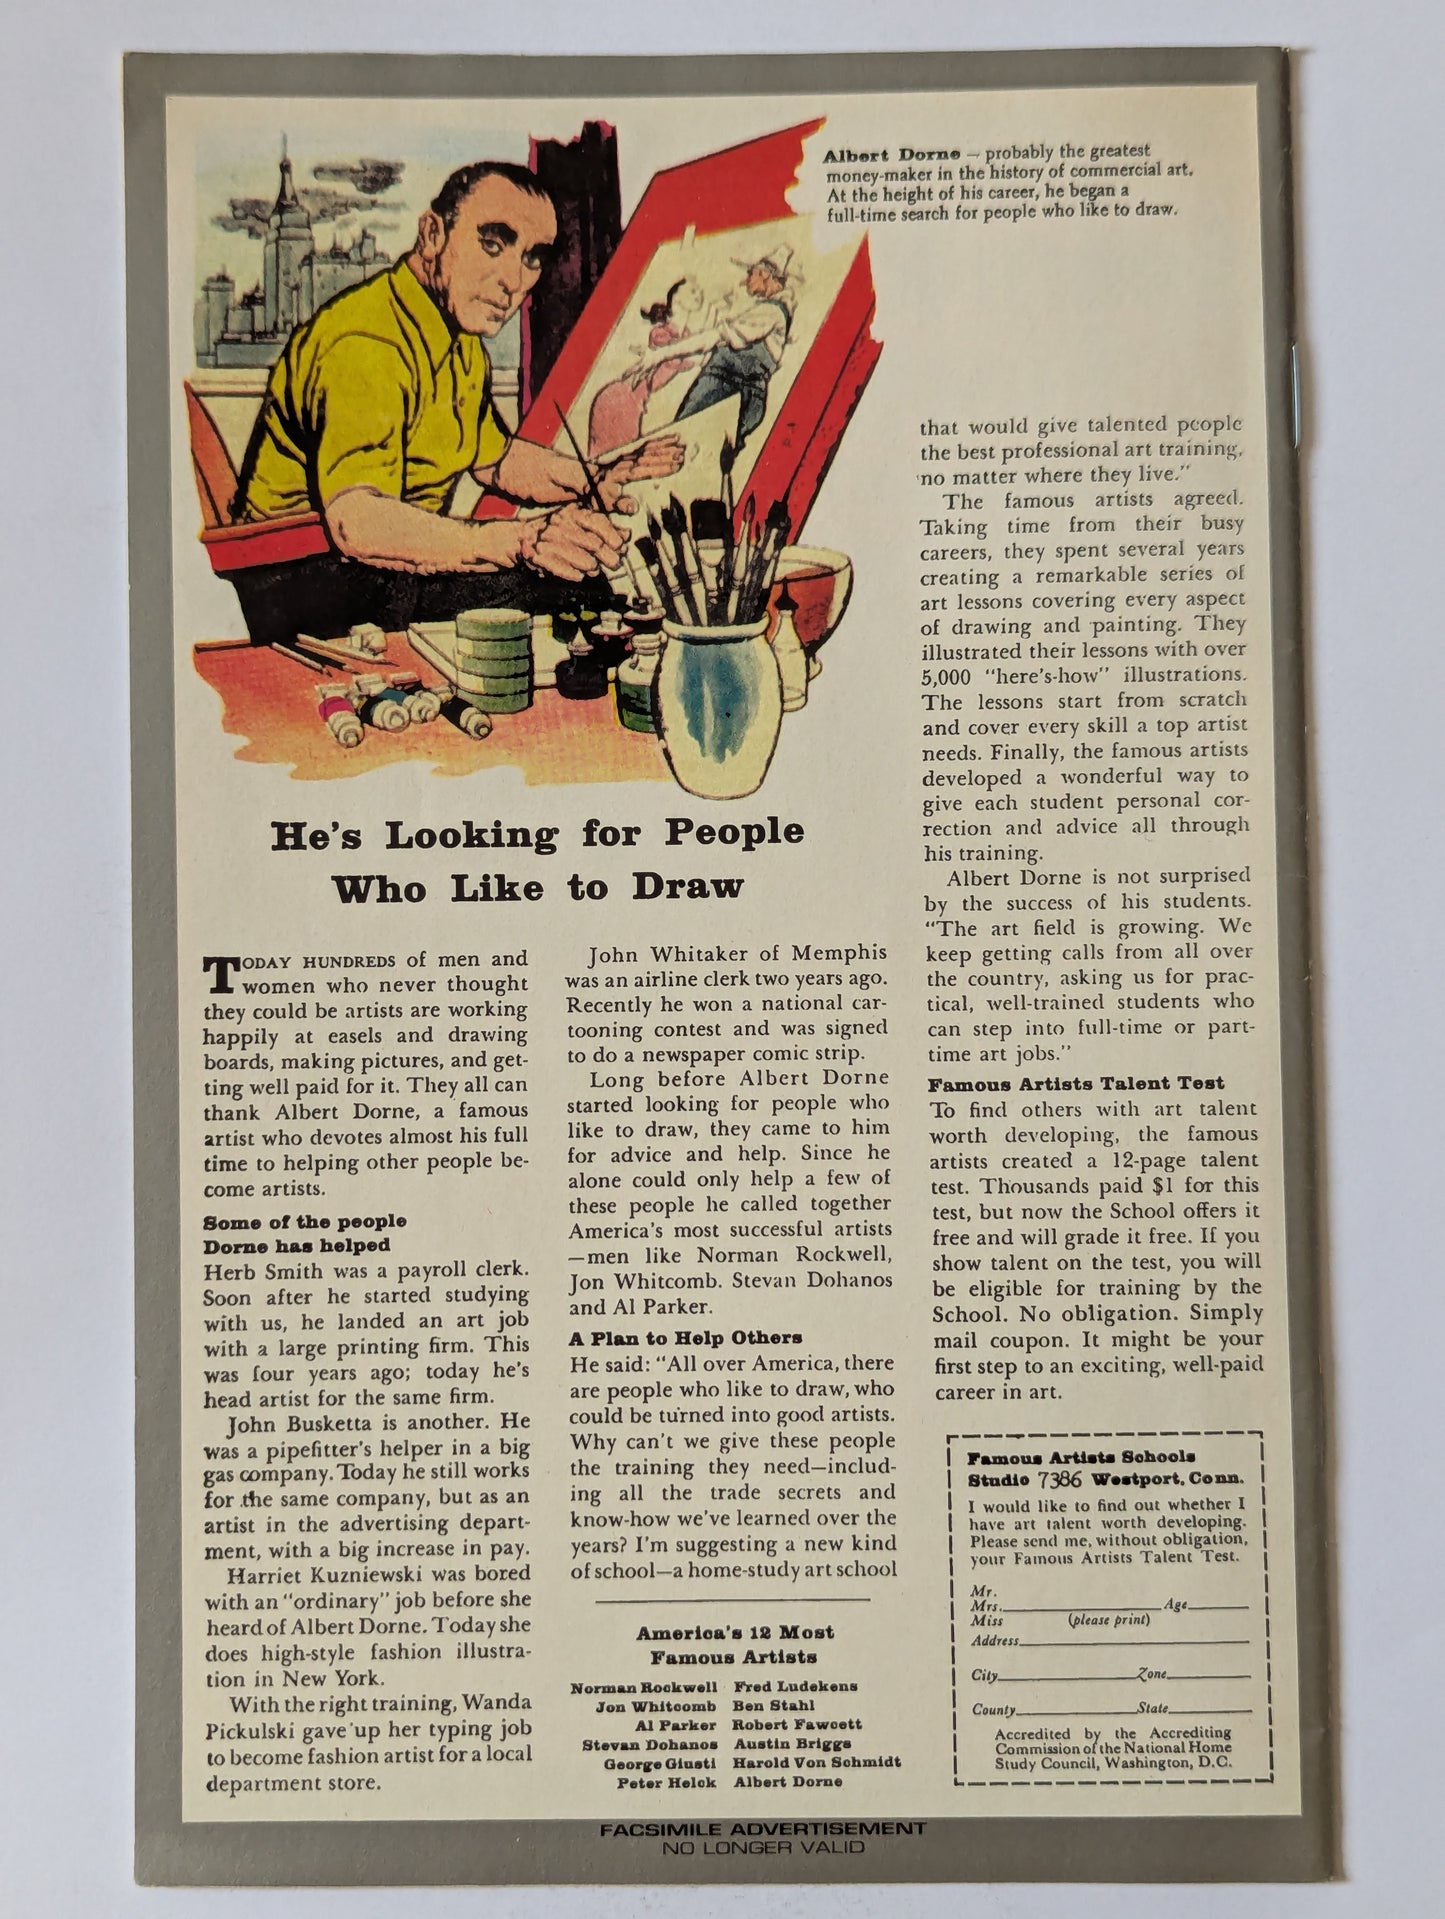 Albert Dorne — probably the greatest
money-maker in the history of commercial art.
At the height of his career, he began a
full-time search for people who like to draw.
He's Looking for People
Who Like to Draw
TODAY HUNDREDS of men and
women who never thought
they could be artists are working
happily at easels and drawing
boards, making pictures, and get-
ting well paid for it. They all can
thank Albert Dorne, a famous
artist who devotes almost his full
time to helping other people be-
come artists.
Some of the people
Dorne has helped
Herb Smith was a payroll clerk.
Soon after he started studying
with us, he landed an art job
with a large printing firm. This
was four years ago; today he's
head artist for the same firm.
John Busketta is another. He
was a pipefitter's helper in a big
gas company. Today he still works
for the same company, but as an
artist in the advertising depart-
ment, with a big increase in pay.
Harriet Kuzniewski was bored
with an "ordinary" job before she
heard of Albert Dorne. Today she
does high-style fashion illustra-
tion in New York.
With the right training, Wanda
Pickulski gave up her typing job
to become fashion artist for a local
department store.
John Whitaker of Memphis
was an airline clerk two years ago.
Recently he won a national car-
tooning contest and was signed
to do a newspaper comic strip.
Long before Albert Dorne
started looking for people who
like to draw, they came to him
for advice and help. Since he
alone could only help a few of
these people he called together
America's most successful artists
—men like Norman Rockwell,
Jon Whitcomb. Stevan Dohanos
and Al Parker.
A Plan to Help Others
He said: "All over America, there
are people who like to draw, who
could be turned into good artists.
Why can't we give these people
the training they need—includ-
ing all the trade secrets and
know-how we've learned over the
years? I'm suggesting a new kind
of school—a home-study art school
America's 12 Most
Famous Artists
Norman Rockwell Fred Ludekens
Jon Whitcomb Ben Stahl
Al Parker Robert Fawcett
Stevan Dohanos Austin Briggs
George Giusti Harold Von Schmidt
Peter Helck Albert Dorne
that would give talented people
the best professional art training,
no matter where they live."
The famous artists agreed.
Taking time from their busy
careers, they spent several years
creating a remarkable series of
art lessons covering every aspect
of drawing and painting. They
illustrated their lessons with over
5,000 "here's-how" illustrations.
The lessons start from scratch
and cover every skill a top artist
needs. Finally, the famous artists
developed a wonderful way to
give each student personal cor-
rection and advice all through
his training.
Albert Dorne is not surprised
by the success of his students.
"The art field is growing. We
keep getting calls from all over
the country, asking us for prac-
tical, well-trained students who
can step into full-time or part-
time art jobs."
Famous Artists Talent Test
To find others with art talent
worth developing, the famous
artists created a 12-page talent
test. Thousands paid $1 for this
test, but now the School offers it
free and will grade it free. If you
show talent on the test, you will
be eligible for training by the
School. No obligation. Simply
mail coupon. It might be your
first step to an exciting, well-paid
career in art.
Famous Artists Schools
Studio 7386 Westport, Conn.
I would like to find out whether I
have art talent worth developing.
Please send me, without obligation,
your Famous Artists Talent Test.
Mr.
Mrs. Age
Miss (please print)
Address
City Zone
County State
Accredited by the Accrediting
Commission of the National Home
Study Council, Washington, D.C.
FACSIMILE ADVERTISEMENT
NO LONGER VALID